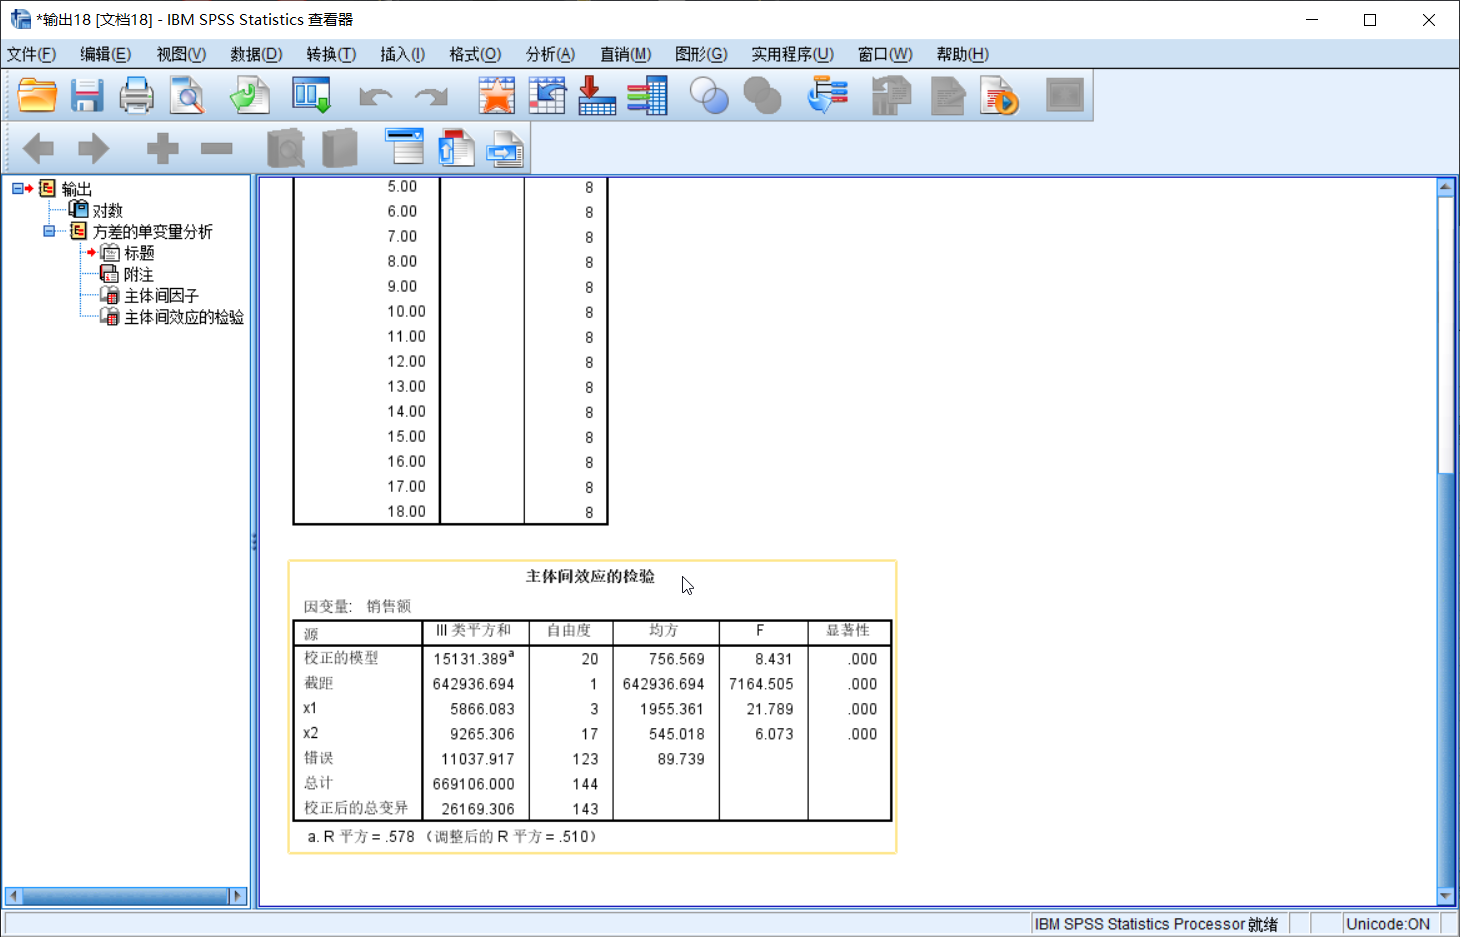 *输出18 [文档18] - IBM SPSS Statistics 查看器
文件(F) 编辑(E) 视图(V) 数据(D) 转换(T) 插入(I) 格式(O) 分析(A) 直销(M) 图形(G) 实用程序(U) 窗口(W) 帮助(H)
输出
对数
方差的单变量分析
标题
附注
主体间因子
主体间效应的检验
5.00 8
6.00 8
7.00 8
8.00 8
9.00 8
10.00 8
11.00 8
12.00 8
13.00 8
14.00 8
15.00 8
16.00 8
17.00 8
18.00 8
主体间效应的检验
因变量: 销售额
源 III 类平方和 自由度 均方 F 显著性
校正的模型 15131.389a 20 756.569 8.431 .000
截距 642936.694 1 642936.694 7164.505 .000
x1 5866.083 3 1955.361 21.789 .000
x2 9265.306 17 545.018 6.073 .000
错误 11037.917 123 89.739
总计 669106.000 144
校正后的总变异 26169.306 143
a. R 平方 = .578 （调整后的 R 平方 = .510）
IBM SPSS Statistics Processor 就绪 Unicode:ON